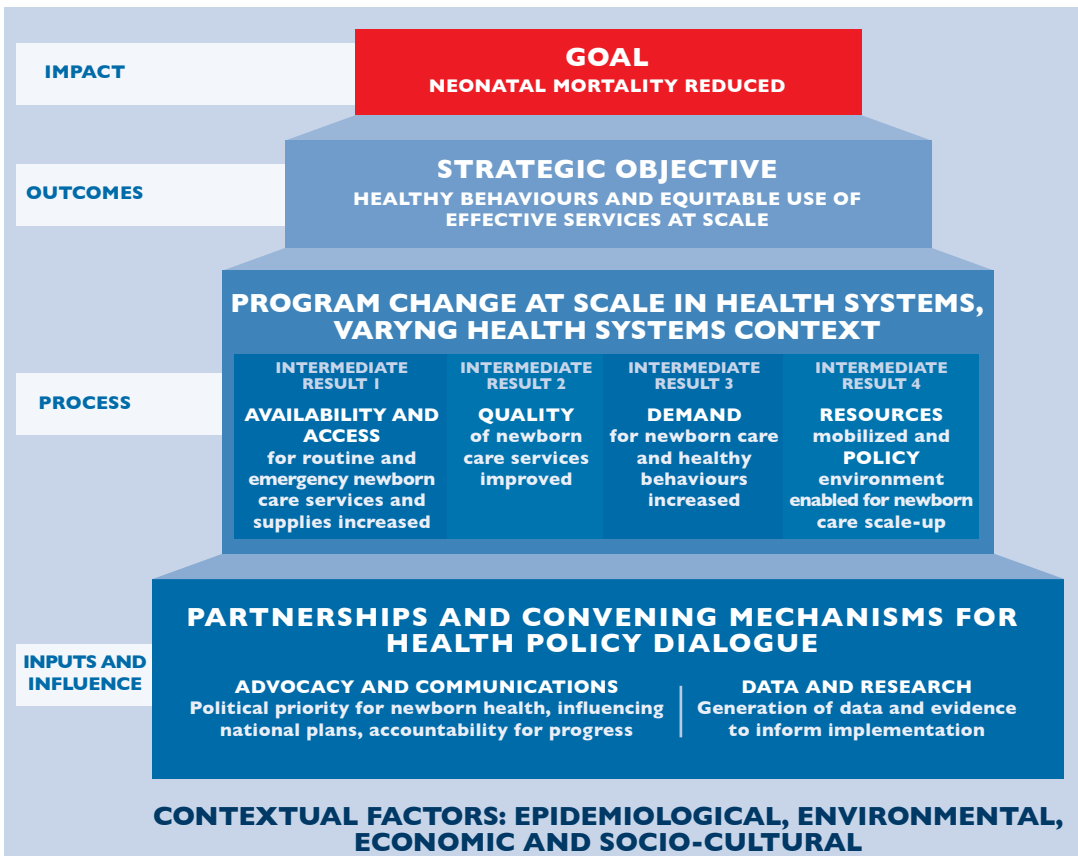 IMPACT
GOAL
NEONATAL MORTALITY REDUCED
OUTCOMES
STRATEGIC OBJECTIVE
HEALTHY BEHAVIOURS AND EQUITABLE USE OF
EFFECTIVE SERVICES AT SCALE
PROCESS
PROGRAM CHANGE AT SCALE IN HEALTH SYSTEMS,
VARYNG HEALTH SYSTEMS CONTEXT
INTERMEDIATE
RESULT 1
AVAILABILITY AND
ACCESS
for routine and
emergency newborn
care services and
supplies increased
INTERMEDIATE
RESULT 2
QUALITY
of newborn
care services
improved
INTERMEDIATE
RESULT 3
DEMAND
for newborn care
and healthy
behaviours
increased
INTERMEDIATE
RESULT 4
RESOURCES
mobilized and
POLICY
environment
enabled for newborn
care scale-up
INPUTS AND
INFLUENCE
PARTNERSHIPS AND CONVENING MECHANISMS FOR
HEALTH POLICY DIALOGUE
ADVOCACY AND COMMUNICATIONS
Political priority for newborn health, influencing
national plans, accountability for progress
DATA AND RESEARCH
Generation of data and evidence
to inform implementation
CONTEXTUAL FACTORS: EPIDEMIOLOGICAL, ENVIRONMENTAL,
ECONOMIC AND SOCIO-CULTURAL